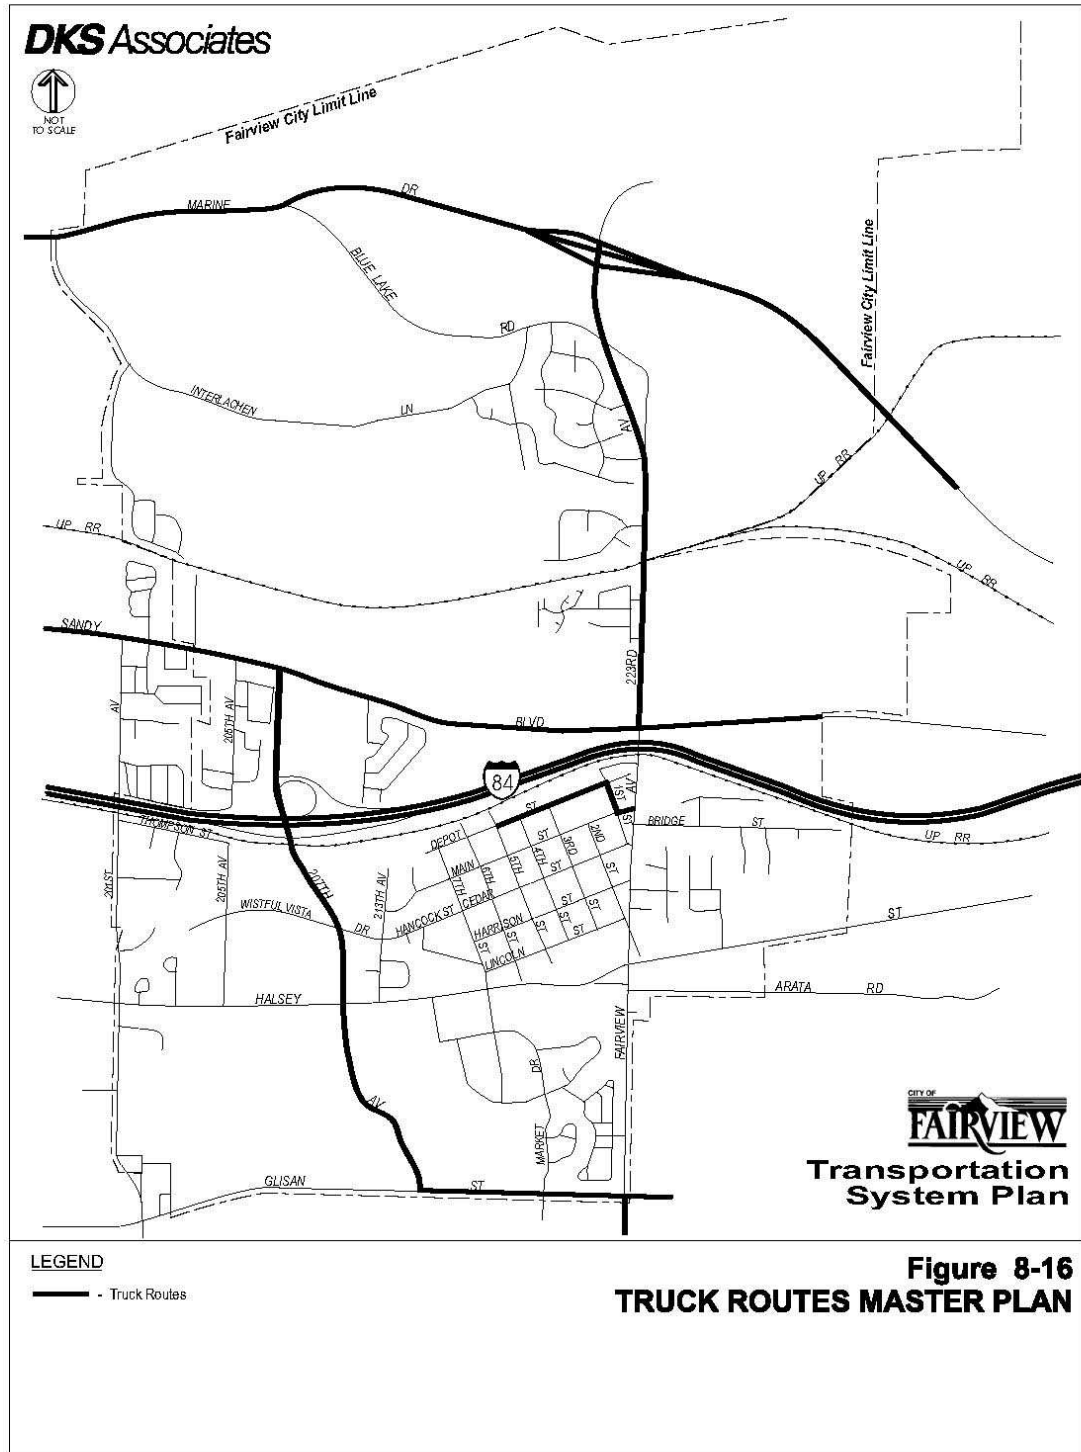 DKS Associates
NOT
TO SCALE
Fairview City Limit Line
MARINE
DR
BLUE LAKE
RD
Fairview City Limit Line
INTERLACHEN
LN
AV
UP RR
UP RR
UP RR
SANDY
223RD
AV
205TH AV
BLVD
84
THOMPSON ST
ST
1ST
AV
ST
BRIDGE ST
UP RR
DEPOT
MAIN
ST
2ND
3RD
4TH
5TH
6TH
7TH
ST
ST
CEDAR
ST
HANCOCK ST
HARRISON
ST
LINCOLN
ST
ST
ST
ST
ST
ST
201ST
205TH AV
207TH
213TH AV
WISTFUL VISTA
DR
ST
HALSEY
ARATA RD
FAIRVIEW
DR
AV
MARKET
GLISAN
ST
CITY OF
FAIRVIEW
Transportation
System Plan
LEGEND
- Truck Routes
Figure 8-16
TRUCK ROUTES MASTER PLAN